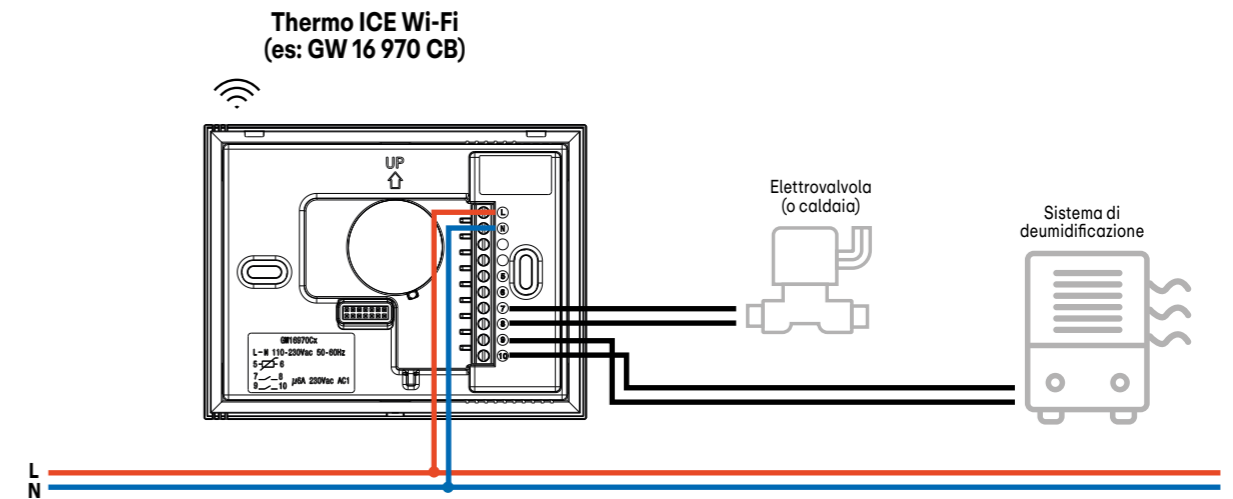 Thermo ICE Wi-Fi
(es: GW 16 970 CB)
UP
L
N
5
6
7
8
9
10
GW16970Cx
L-N 110-230Vac 50-60Hz
5 6
7 8
9 10 µ6A 230Vac AC1
Elettrovalvola
(o caldaia)
Sistema di
deumidificazione
L
N